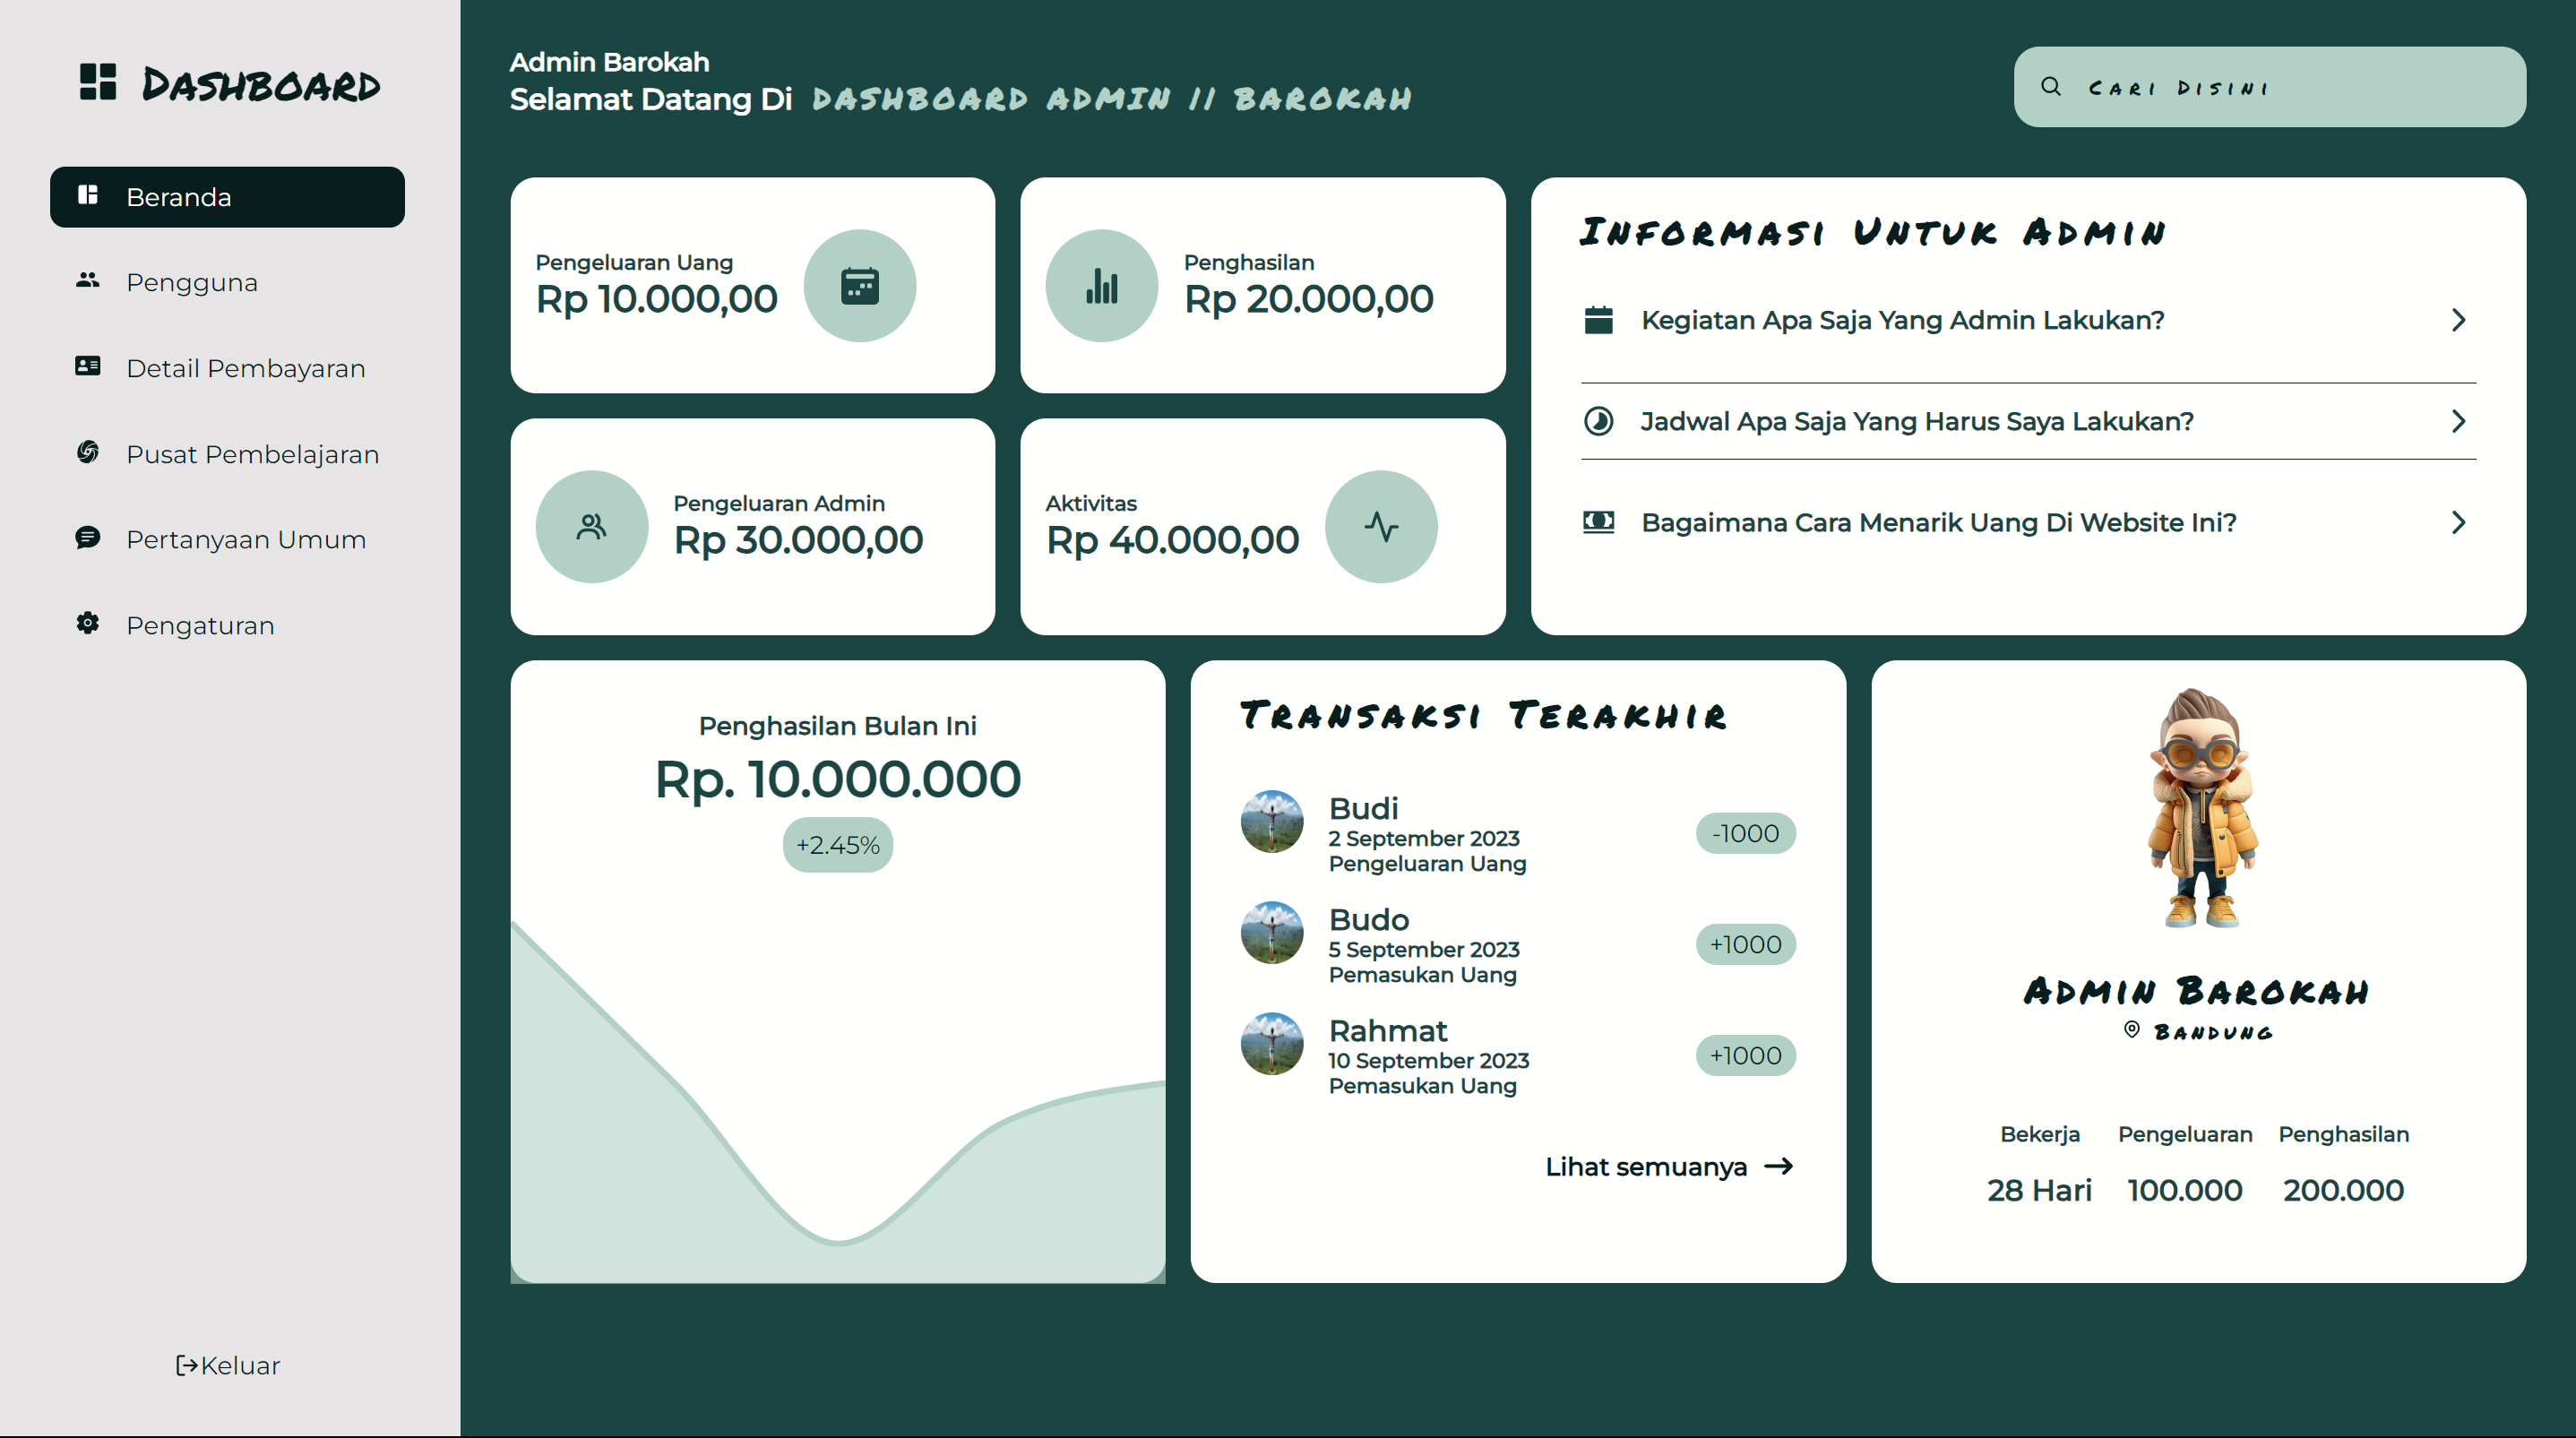 Dashboard
Beranda
Pengguna
Detail Pembayaran
Pusat Pembelajaran
Pertanyaan Umum
Pengaturan
Keluar
Admin Barokah
Selamat Datang Di DASHBOARD ADMIN || BAROKAH
Cari Disini
Pengeluaran Uang
Rp 10.000,00
Penghasilan
Rp 20.000,00
Pengeluaran Admin
Rp 30.000,00
Aktivitas
Rp 40.000,00
Informasi Untuk Admin
Kegiatan Apa Saja Yang Admin Lakukan?
Jadwal Apa Saja Yang Harus Saya Lakukan?
Bagaimana Cara Menarik Uang Di Website Ini?
Penghasilan Bulan Ini
Rp. 10.000.000
+2.45%
Transaksi Terakhir
Budi
2 September 2023
Pengeluaran Uang
-1000
Budo
5 September 2023
Pemasukan Uang
+1000
Rahmat
10 September 2023
Pemasukan Uang
+1000
Lihat semuanya
Admin Barokah
Bandung
Bekerja Pengeluaran Penghasilan
28 Hari 100.000 200.000